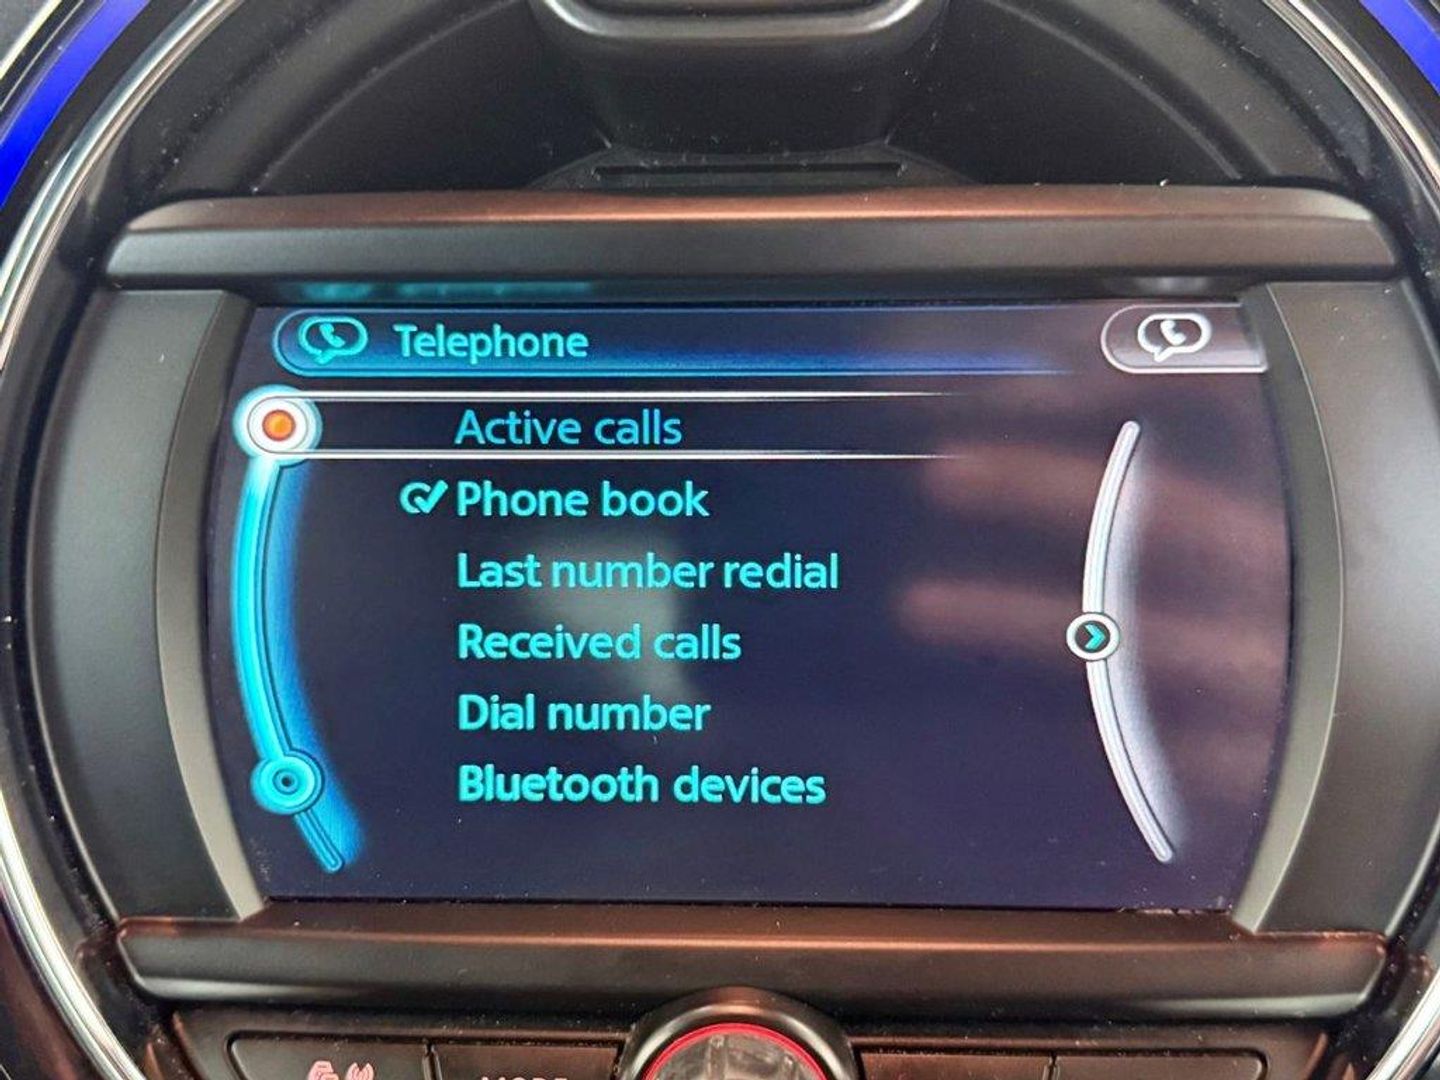 Telephone
Active calls
Phone book
Last number redial
Received calls
Dial number
Bluetooth devices